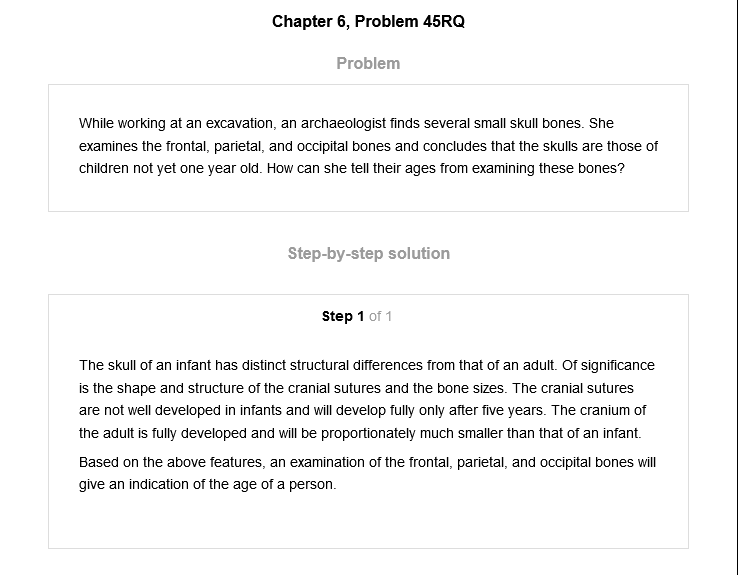 Chapter 6, Problem 45RQ
Problem
While working at an excavation, an archaeologist finds several small skull bones. She
examines the frontal, parietal, and occipital bones and concludes that the skulls are those of
children not yet one year old. How can she tell their ages from examining these bones?
Step-by-step solution
Step 1 of 1
The skull of an infant has distinct structural differences from that of an adult. Of significance
is the shape and structure of the cranial sutures and the bone sizes. The cranial sutures
are not well developed in infants and will develop fully only after five years. The cranium of
the adult is fully developed and will be proportionately much smaller than that of an infant.
Based on the above features, an examination of the frontal, parietal, and occipital bones will
give an indication of the age of a person.